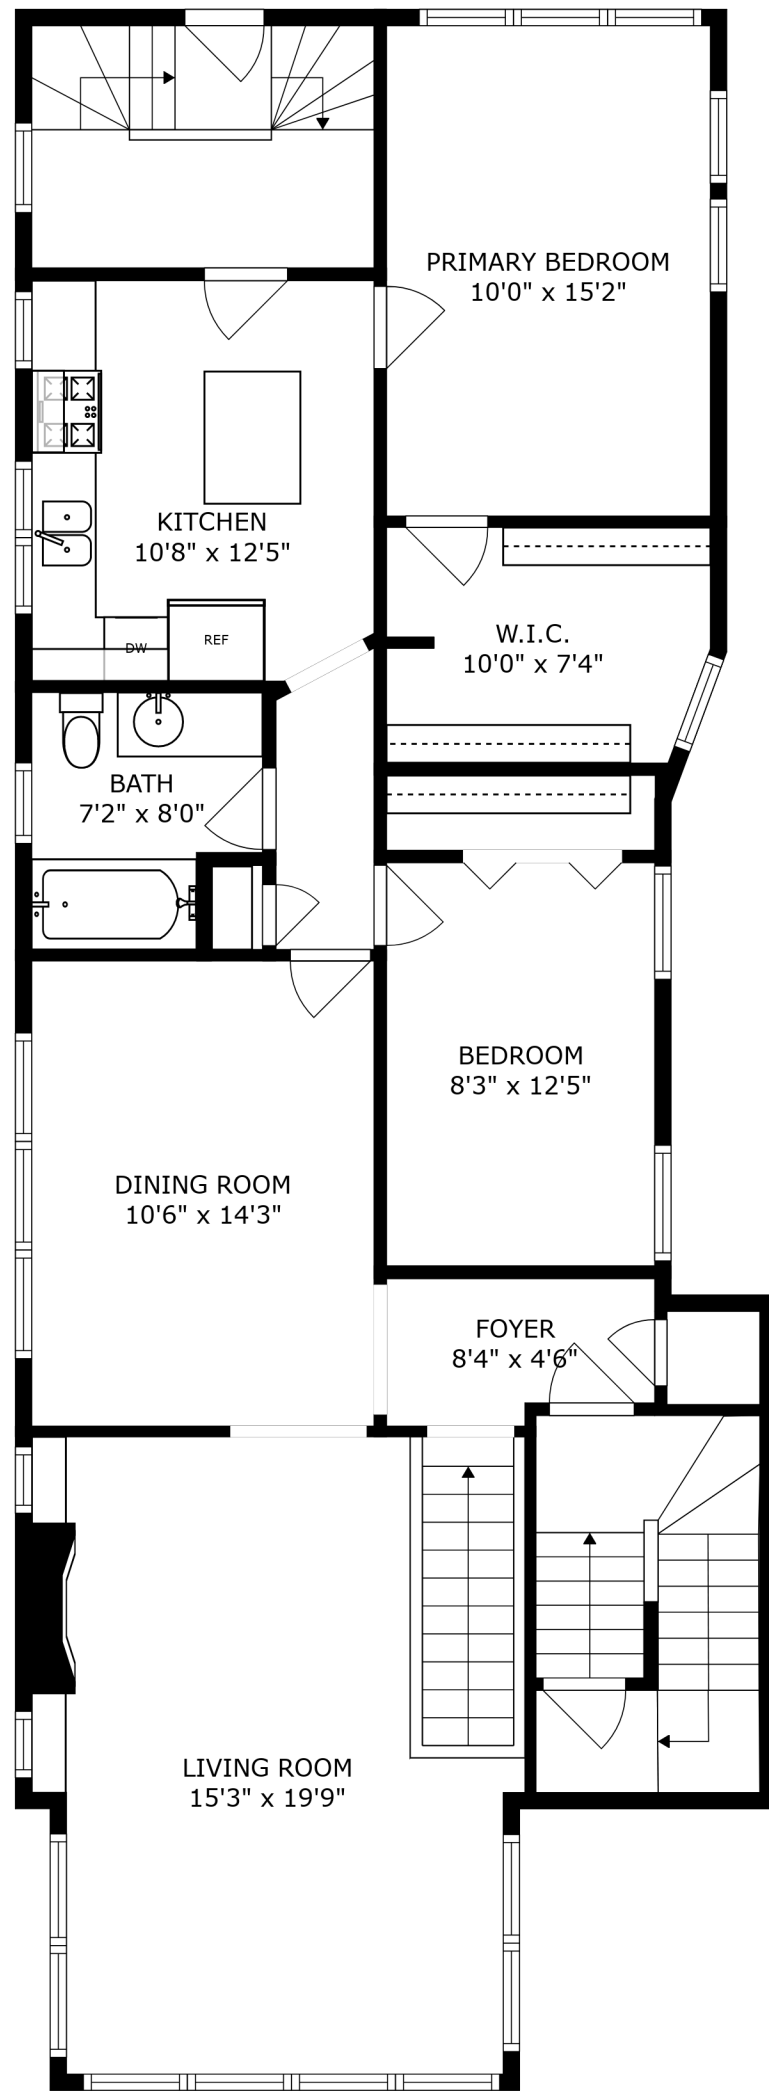 PRIMARY BEDROOM
10'0" x 15'2"
KITCHEN
10'8" x 12'5"
DW
REF
W.I.C.
10'0" x 7'4"
BATH
7'2" x 8'0"
BEDROOM
8'3" x 12'5"
DINING ROOM
10'6" x 14'3"
FOYER
8'4" x 4'6"
LIVING ROOM
15'3" x 19'9"